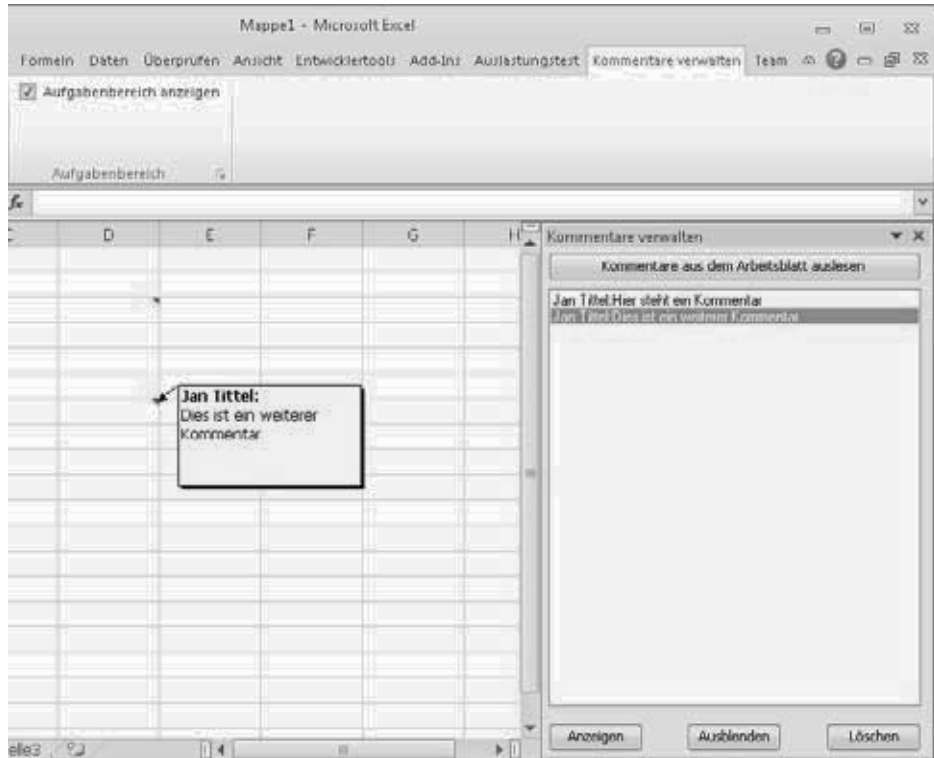 Mappe1 - Microsoft Excel
Formeln Daten Überprüfen Ansicht Entwicklertools Add-Ins Auslastungstest Kommentare verwalten Team
Aufgabenbereich anzeigen
Aufgabenbereich
fx
C D E F G H
Kommentare verwalten
Kommentare aus dem Arbeitsblatt auslesen
Jan Tittel:Hier steht ein Kommentar
Jan Tittel:Dies ist ein weiterer Kommentar
Jan Tittel:
Dies ist ein weiterer
Kommentar
elle3
Anzeigen Ausblenden Löschen